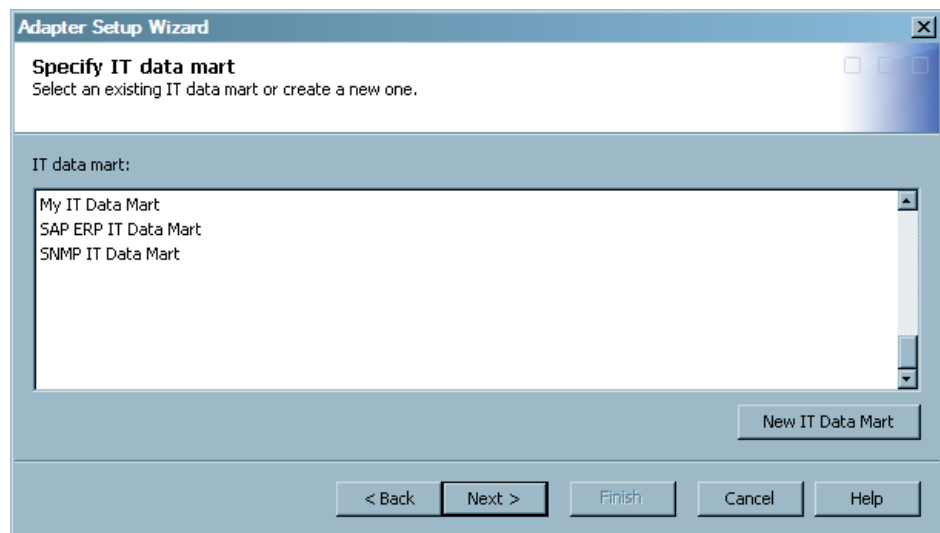 Adapter Setup Wizard
Specify IT data mart
Select an existing IT data mart or create a new one.
IT data mart:
My IT Data Mart
SAP ERP IT Data Mart
SNMP IT Data Mart
New IT Data Mart
< Back Next > Finish Cancel Help